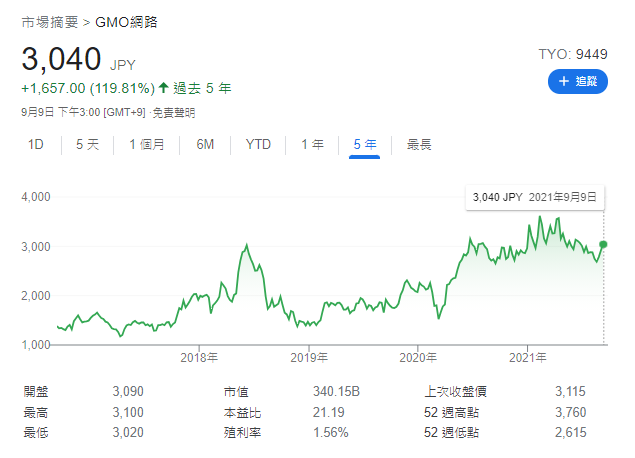 市場摘要 > GMO網路
3,040 JPY
TYO: 9449
+1,657.00 (119.81%) 過去 5 年
+ 追蹤
9月9日 下午3:00 [GMT+9] · 免責聲明
1D 5 天 1 個月 6M YTD 1 年 5 年 最長
3,040 JPY 2021年9月9日
4,000
3,000
2,000
1,000
2018年 2019年 2020年 2021年
開盤 3,090 市值 340.15B 上次收盤價 3,115
最高 3,100 本益比 21.19 52 週高點 3,760
最低 3,020 殖利率 1.56% 52 週低點 2,615